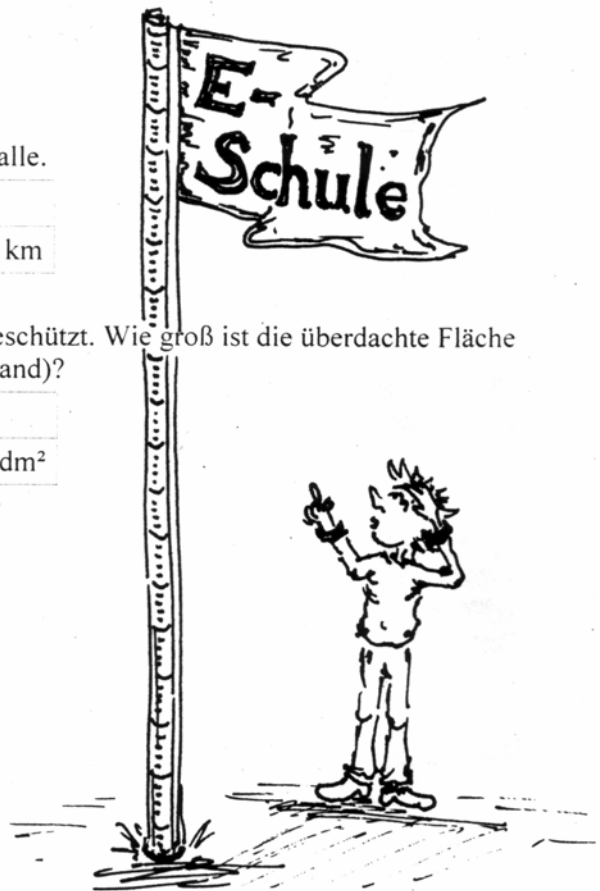 E-
Schule
alle.
km
eschützt. Wie groß ist die überdachte Fläche
and)?
dm²